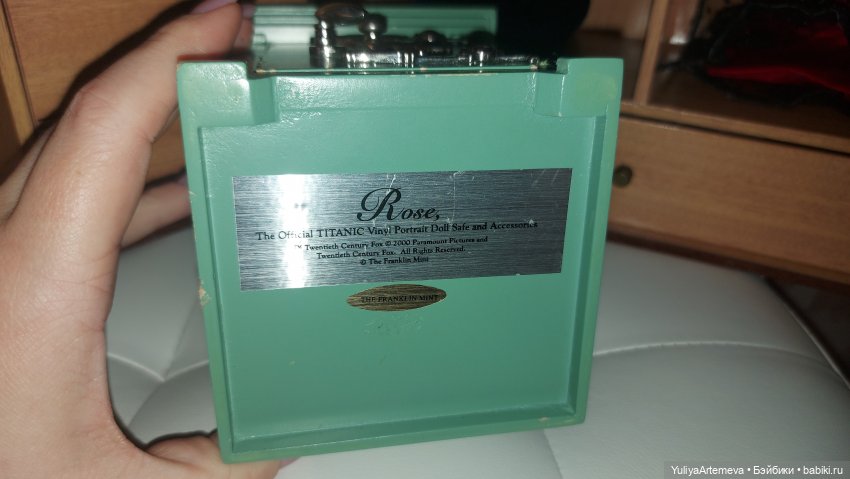 Rose,
The Official TITANIC Vinyl Portrait Doll Safe and Accessories
™ Twentieth Century Fox © 2000 Paramount Pictures and
Twentieth Century Fox. All Rights Reserved.
© The Franklin Mint
THE FRANKLIN MINT
YuliyaArtemeva • Бэйбики • babiki.ru